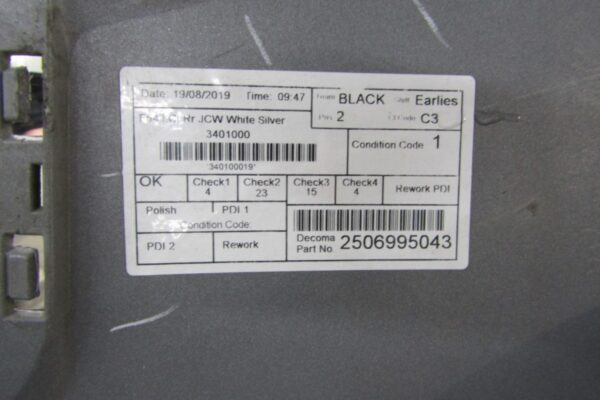 Date: 19/08/2019 Time: 09:47
BLACK Shift Earlies
Pos 2 C3
Rr JCW White Silver
3401000
*340100019*
Condition Code 1
OK Check1 4 Check2 23 Check3 15 Check4 4 Rework PDI
Polish PDI 1
Condition Code:
PDI 2 Rework
Decoma
Part No: 2506995043